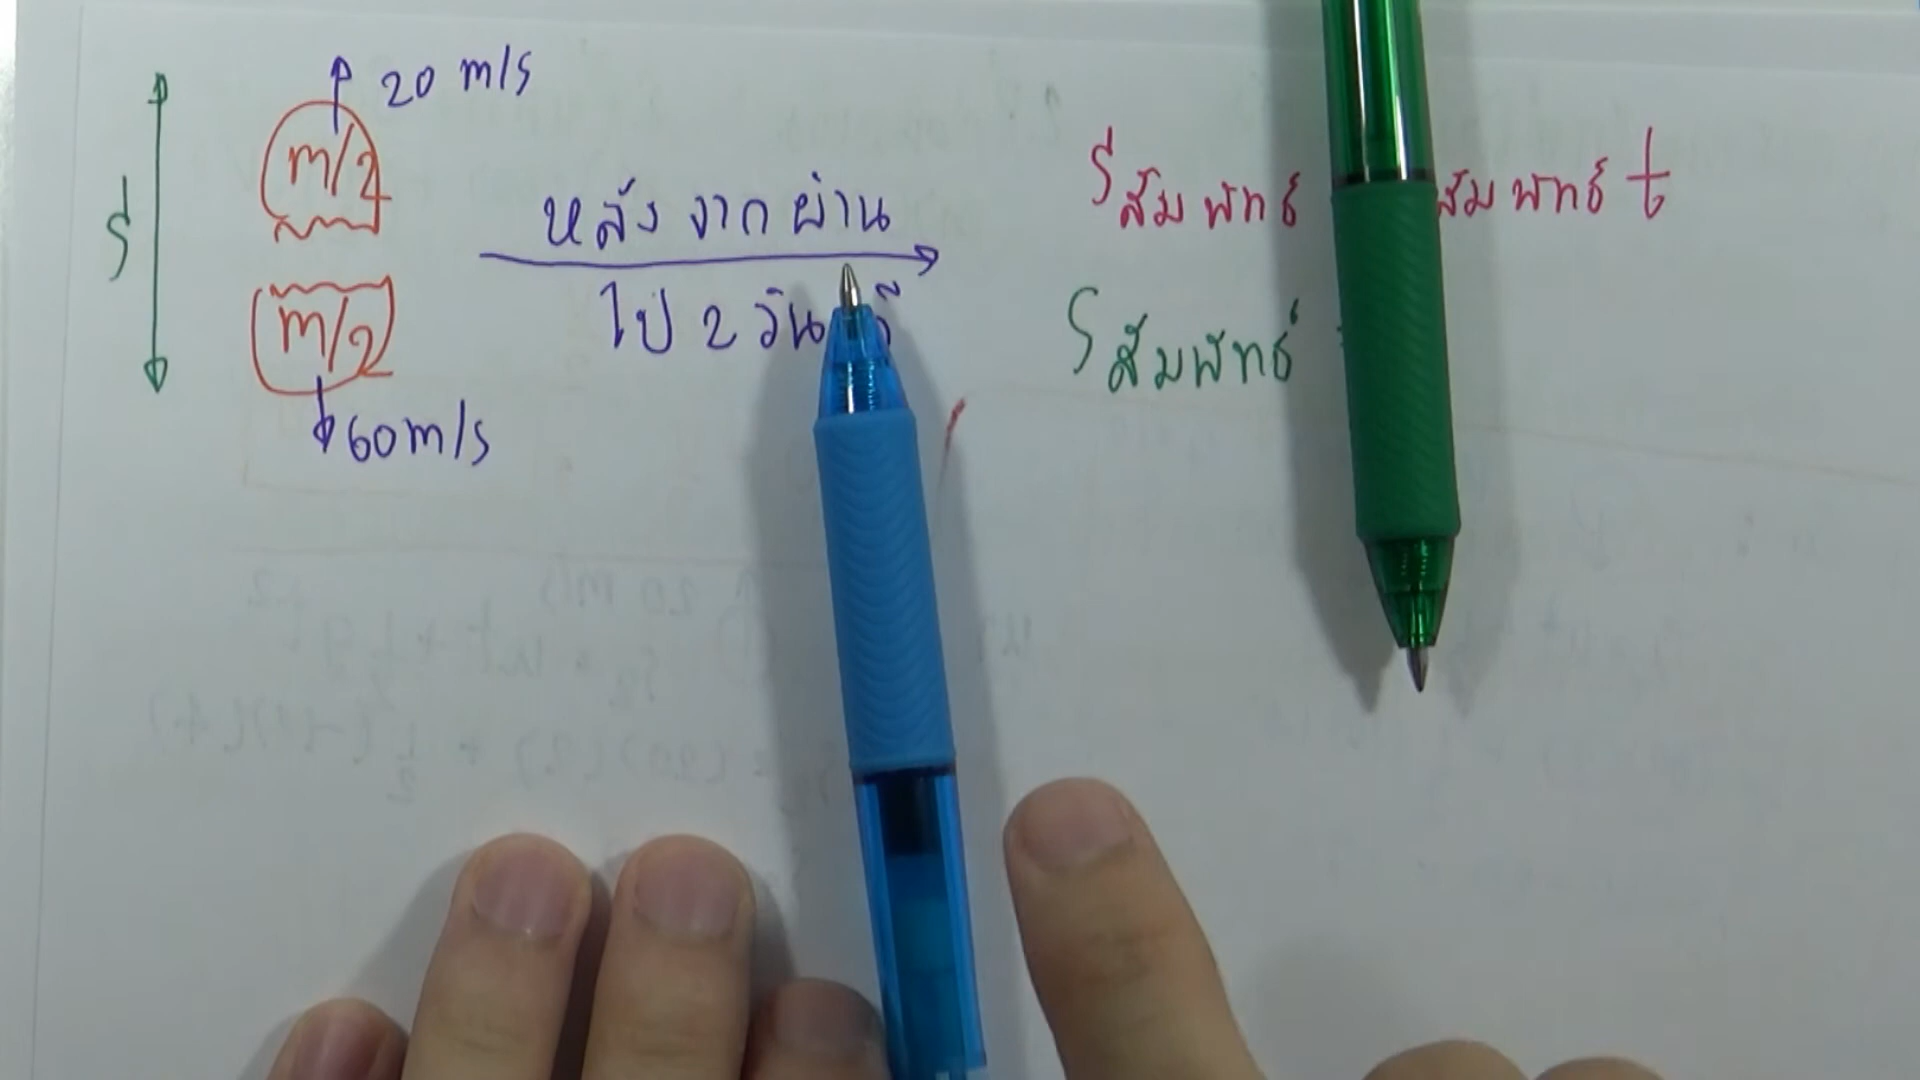 20 m/s
m/2
S
m/2
60 m/s
หลังจากผ่าน
ไป 2 วินาที
S สัมพัทธ์ สัมพัทธ์ t
S สัมพัทธ์